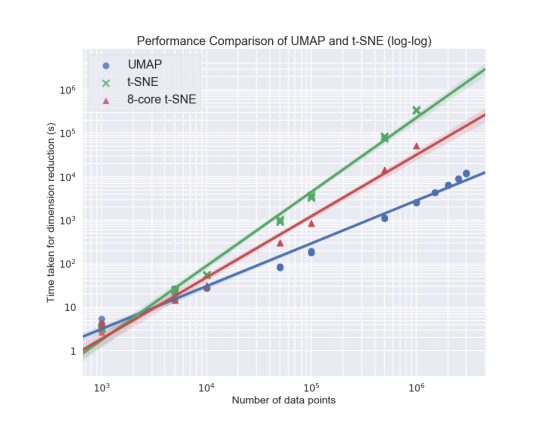 Performance Comparison of UMAP and t-SNE (log-log)
UMAP
t-SNE
8-core t-SNE
Time taken for dimension reduction (s)
10⁶
10⁵
10⁴
10³
10²
10
1
10³ 10⁴ 10⁵ 10⁶
Number of data points